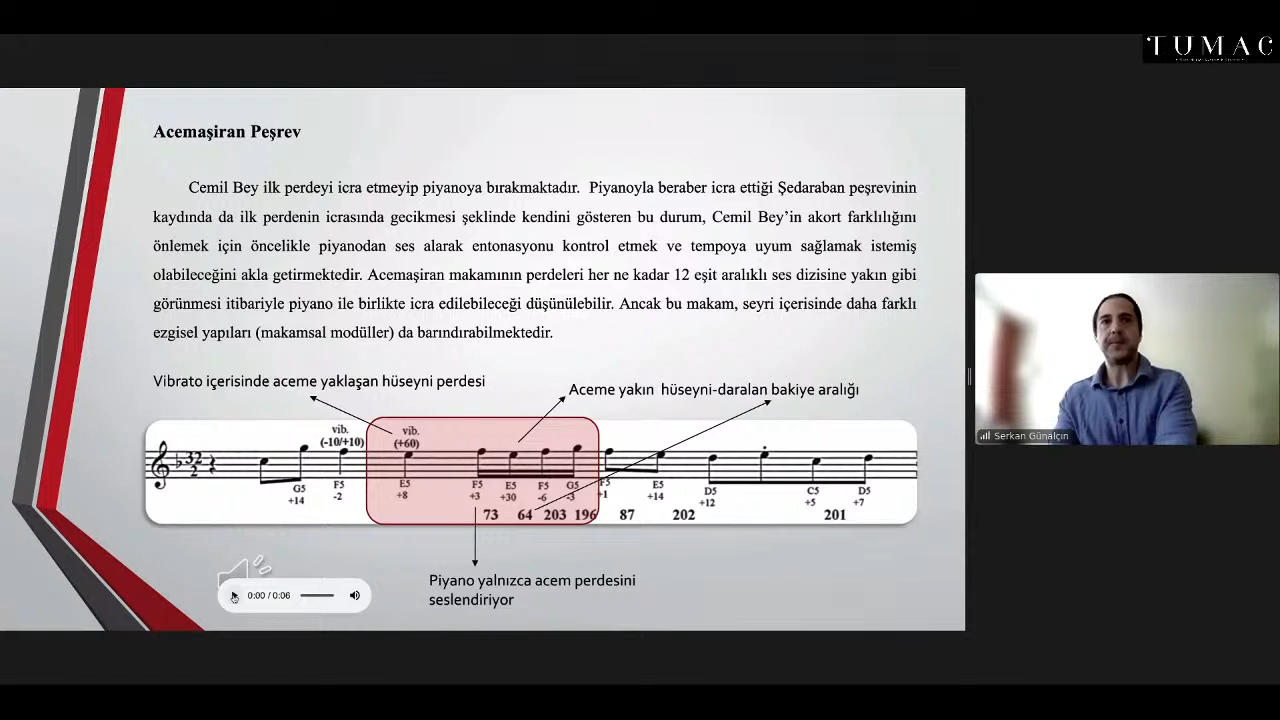 TUMAC
Acemaşiran Peşrev
Cemil Bey ilk perdeyi icra etmeyip piyanoya bırakmaktadır. Piyanoyla beraber icra ettiği Şedaraban peşrevinin
kaydında da ilk perdenin icrasında gecikmesi şeklinde kendini gösteren bu durum, Cemil Bey'in akort farklılığını
önlemek için öncelikle piyanodan ses alarak entonasyonu kontrol etmek ve tempoya uyum sağlamak istemiş
olabileceğini akla getirmektedir. Acemaşiran makamının perdeleri her ne kadar 12 eşit aralıklı ses dizisine yakın gibi
görünmesi itibariyle piyano ile birlikte icra edilebileceği düşünülebilir. Ancak bu makam, seyri içerisinde daha farklı
ezgisel yapıları (makamsal modüller) da barındırabilmektedir.
Vibrato içerisinde aceme yaklaşan hüseyni perdesi
Aceme yakın hüseyni-daralan bakiye aralığı
vib. vib.
(-10/+10) (+60)
32
2
G5 F5 E5 F5 E5 F5 G5 F5 E5 D5 C5 D5
+14 -2 +8 +3 +30 -6 -3 +1 +14 +12 +5 +7
73 64 203 196 87 202 201
Piyano yalnızca acem perdesini
seslendiriyor
0:00 / 0:06
Serkan Günalçın